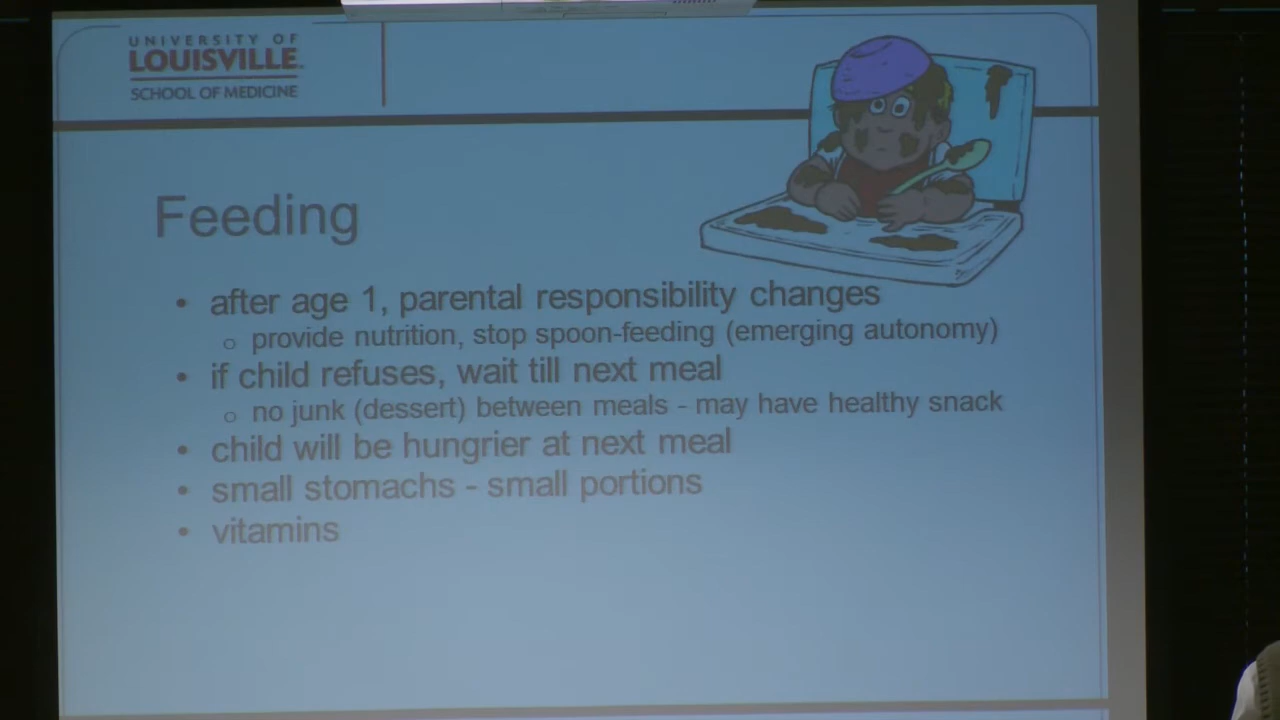 UNIVERSITY OF
LOUISVILLE
SCHOOL OF MEDICINE
Feeding
• after age 1, parental responsibility changes
o provide nutrition, stop spoon-feeding (emerging autonomy)
• if child refuses, wait till next meal
o no junk (dessert) between meals - may have healthy snack
• child will be hungrier at next meal
• small stomachs - small portions
• vitamins